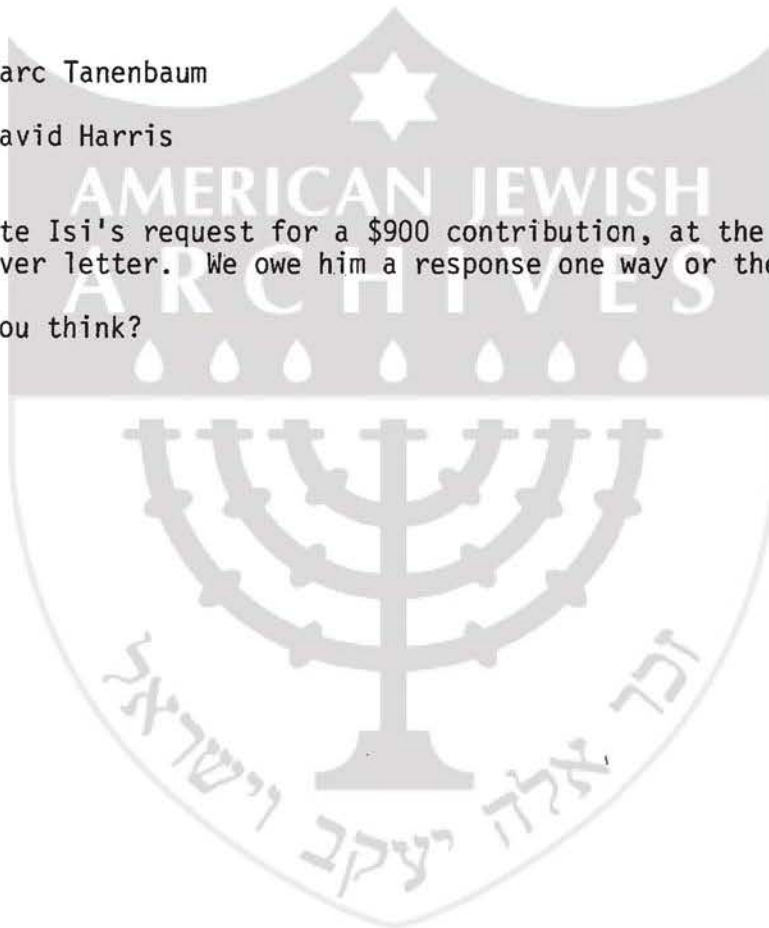 arc Tanenbaum
avid Harris
te Isi's request for a $900 contribution, at the
ver letter. We owe him a response one way or the
ou think?
AMERICAN JEWISH
ARCHIVES
זכר אלה יעקב וישראל